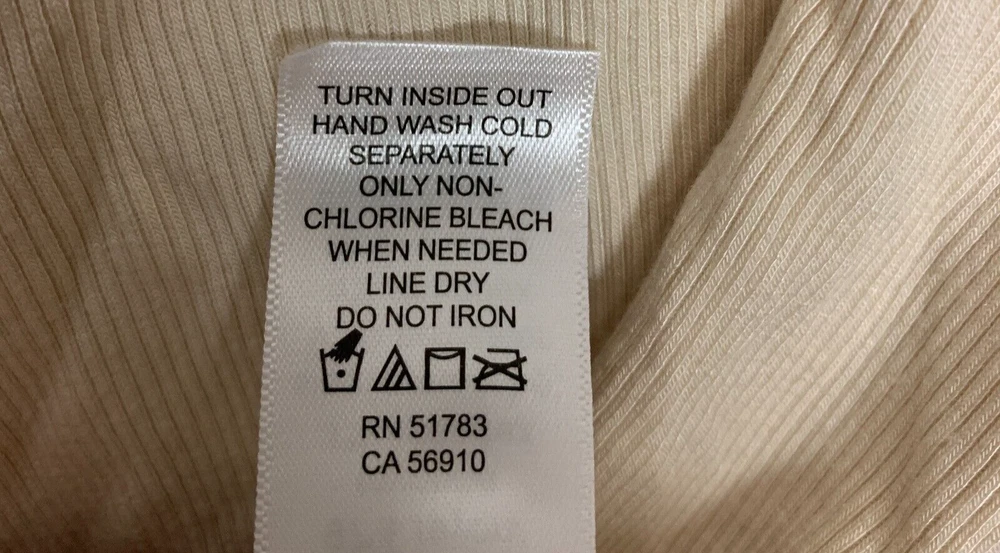 TURN INSIDE OUT
HAND WASH COLD
SEPARATELY
ONLY NON-
CHLORINE BLEACH
WHEN NEEDED
LINE DRY
DO NOT IRON
RN 51783
CA 56910